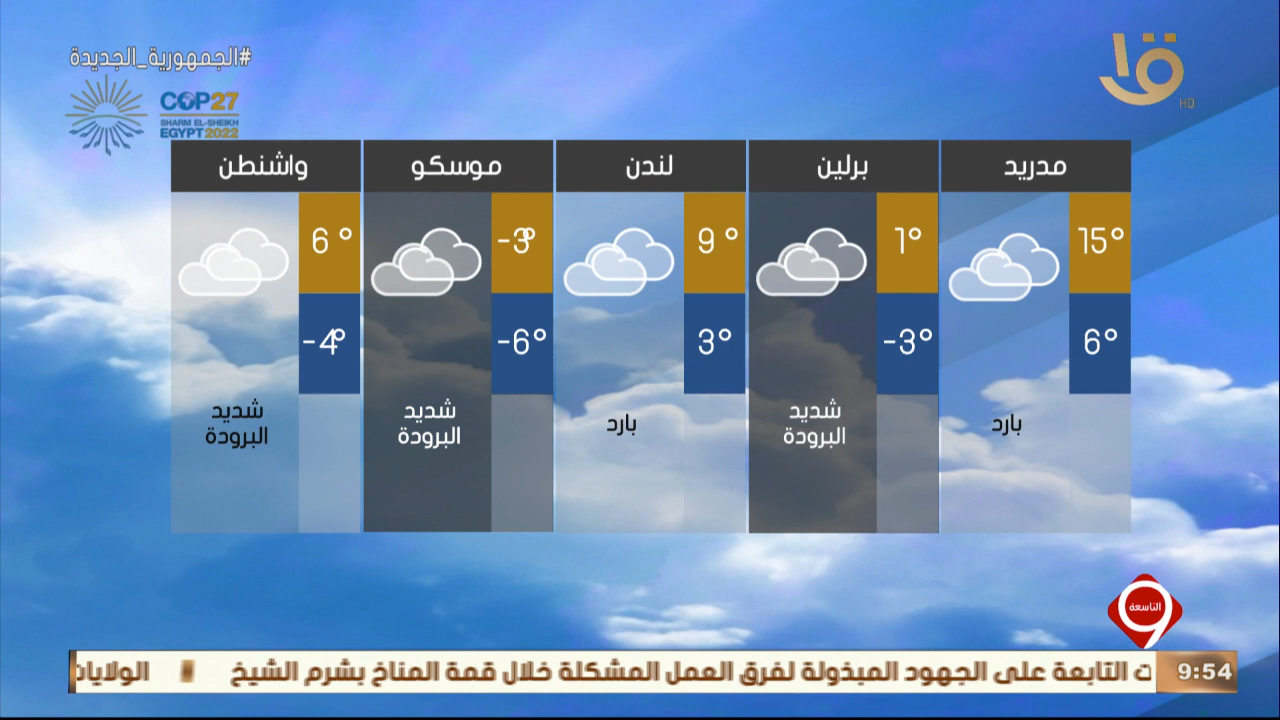 #الجمهورية_الجديدة
COP27
SHARM EL-SHEIKH
EGYPT 2022
HD
مدريد
15°
6°
بارد
برلين
1°
-3°
شديد
البرودة
لندن
9°
3°
بارد
موسكو
-3°
-6°
شديد
البرودة
واشنطن
6°
-4°
شديد
البرودة
التاسعة
9
9:54
ت التابعة على الجهود المبذولة لفرق العمل المشكلة خلال قمة المناخ بشرم الشيخ